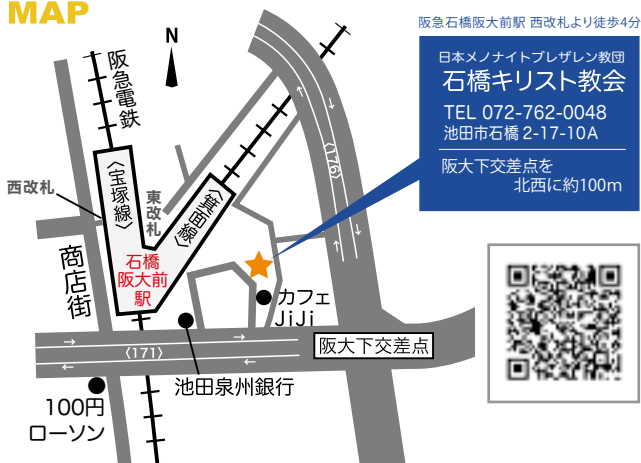 MAP
阪急石橋阪大前駅 西改札より徒歩4分
日本メノナイトブレザレン教団
石橋キリスト教会
TEL 072-762-0048
池田市石橋 2-17-10A
阪大下交差点を
北西に約100m
N
阪急電鉄
〈176〉
〈宝塚線〉
〈箕面線〉
西改札
東改札
石橋
阪大前
駅
商店街
カフェ
JiJi
阪大下交差点
〈171〉
池田泉州銀行
100円
ローソン